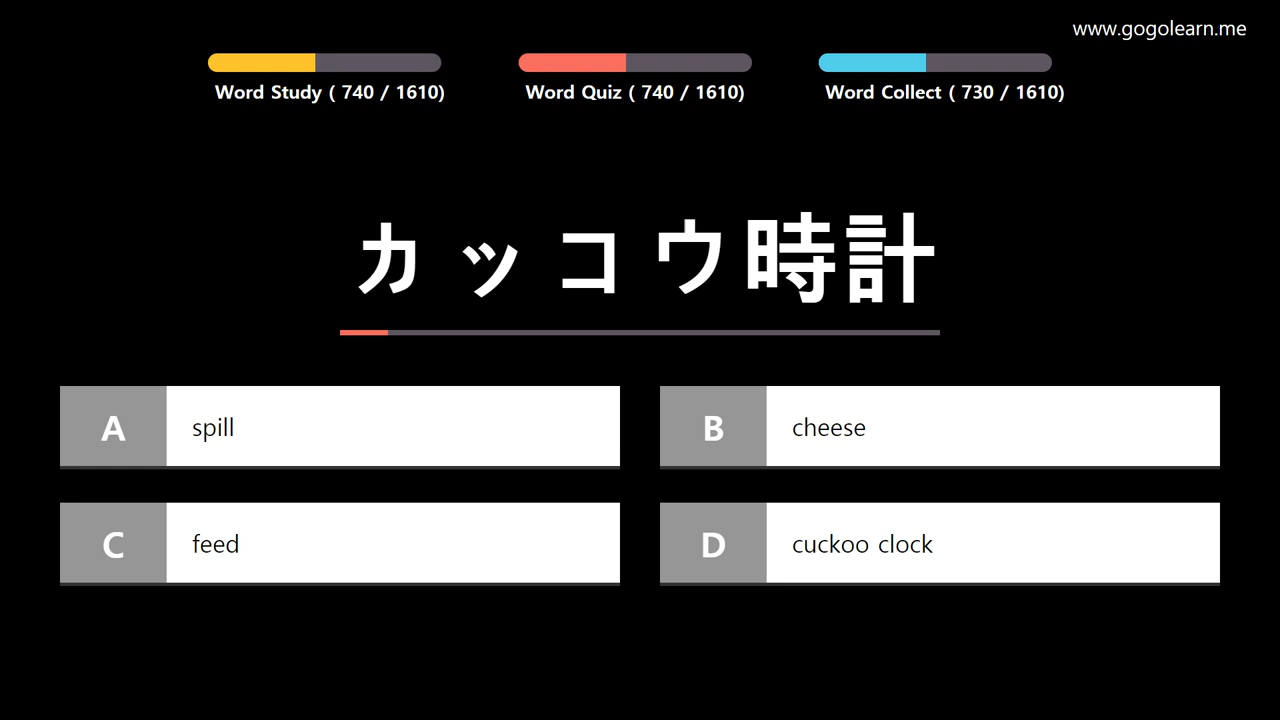 www.gogolearn.me
Word Study ( 740 / 1610)
Word Quiz ( 740 / 1610)
Word Collect ( 730 / 1610)
カッコウ時計
A spill
B cheese
C feed
D cuckoo clock